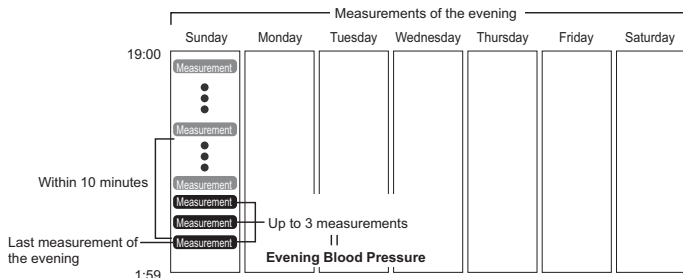 Measurements of the evening
Sunday Monday Tuesday Wednesday Thursday Friday Saturday
19:00
Measurement
Measurement
Within 10 minutes
Measurement
Measurement
Measurement
Up to 3 measurements
Last measurement of
the evening
Measurement
=
Evening Blood Pressure
1:59